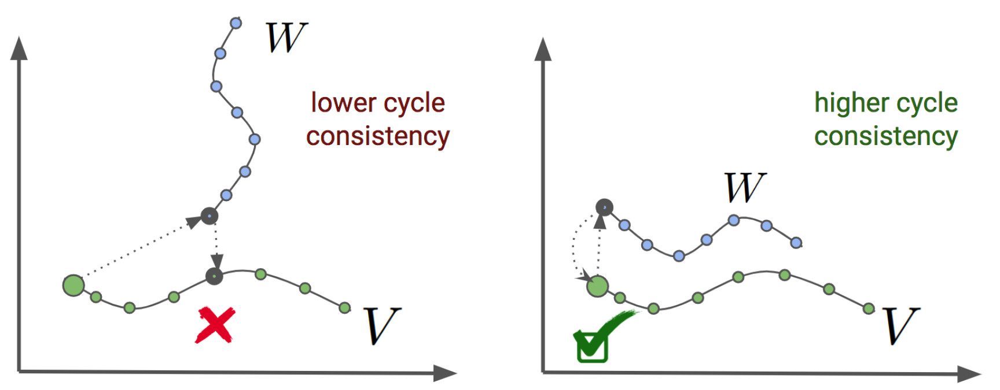 W
lower cycle
consistency
V
higher cycle
consistency
W
V